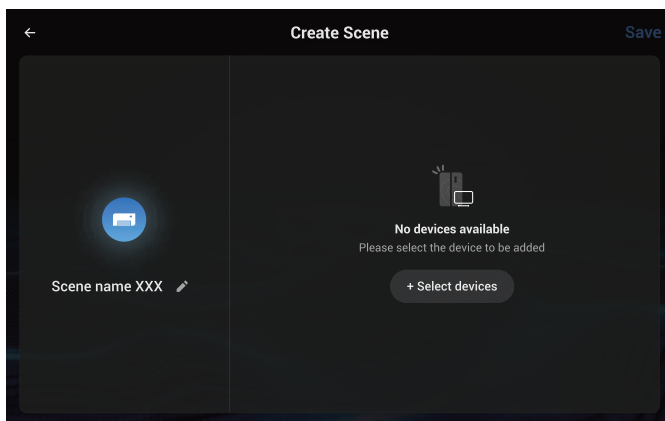 Create Scene
Save
Scene name XXX
No devices available
Please select the device to be added
+ Select devices